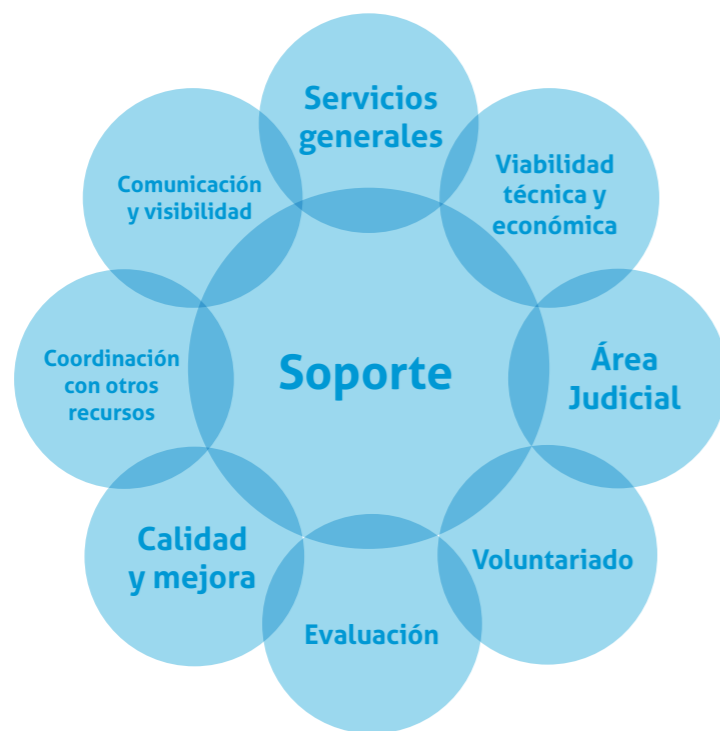 Servicios
generales
Viabilidad
técnica y
económica
Área
Judicial
Voluntariado
Evaluación
Calidad
y mejora
Coordinación
con otros
recursos
Comunicación
y visibilidad
Soporte